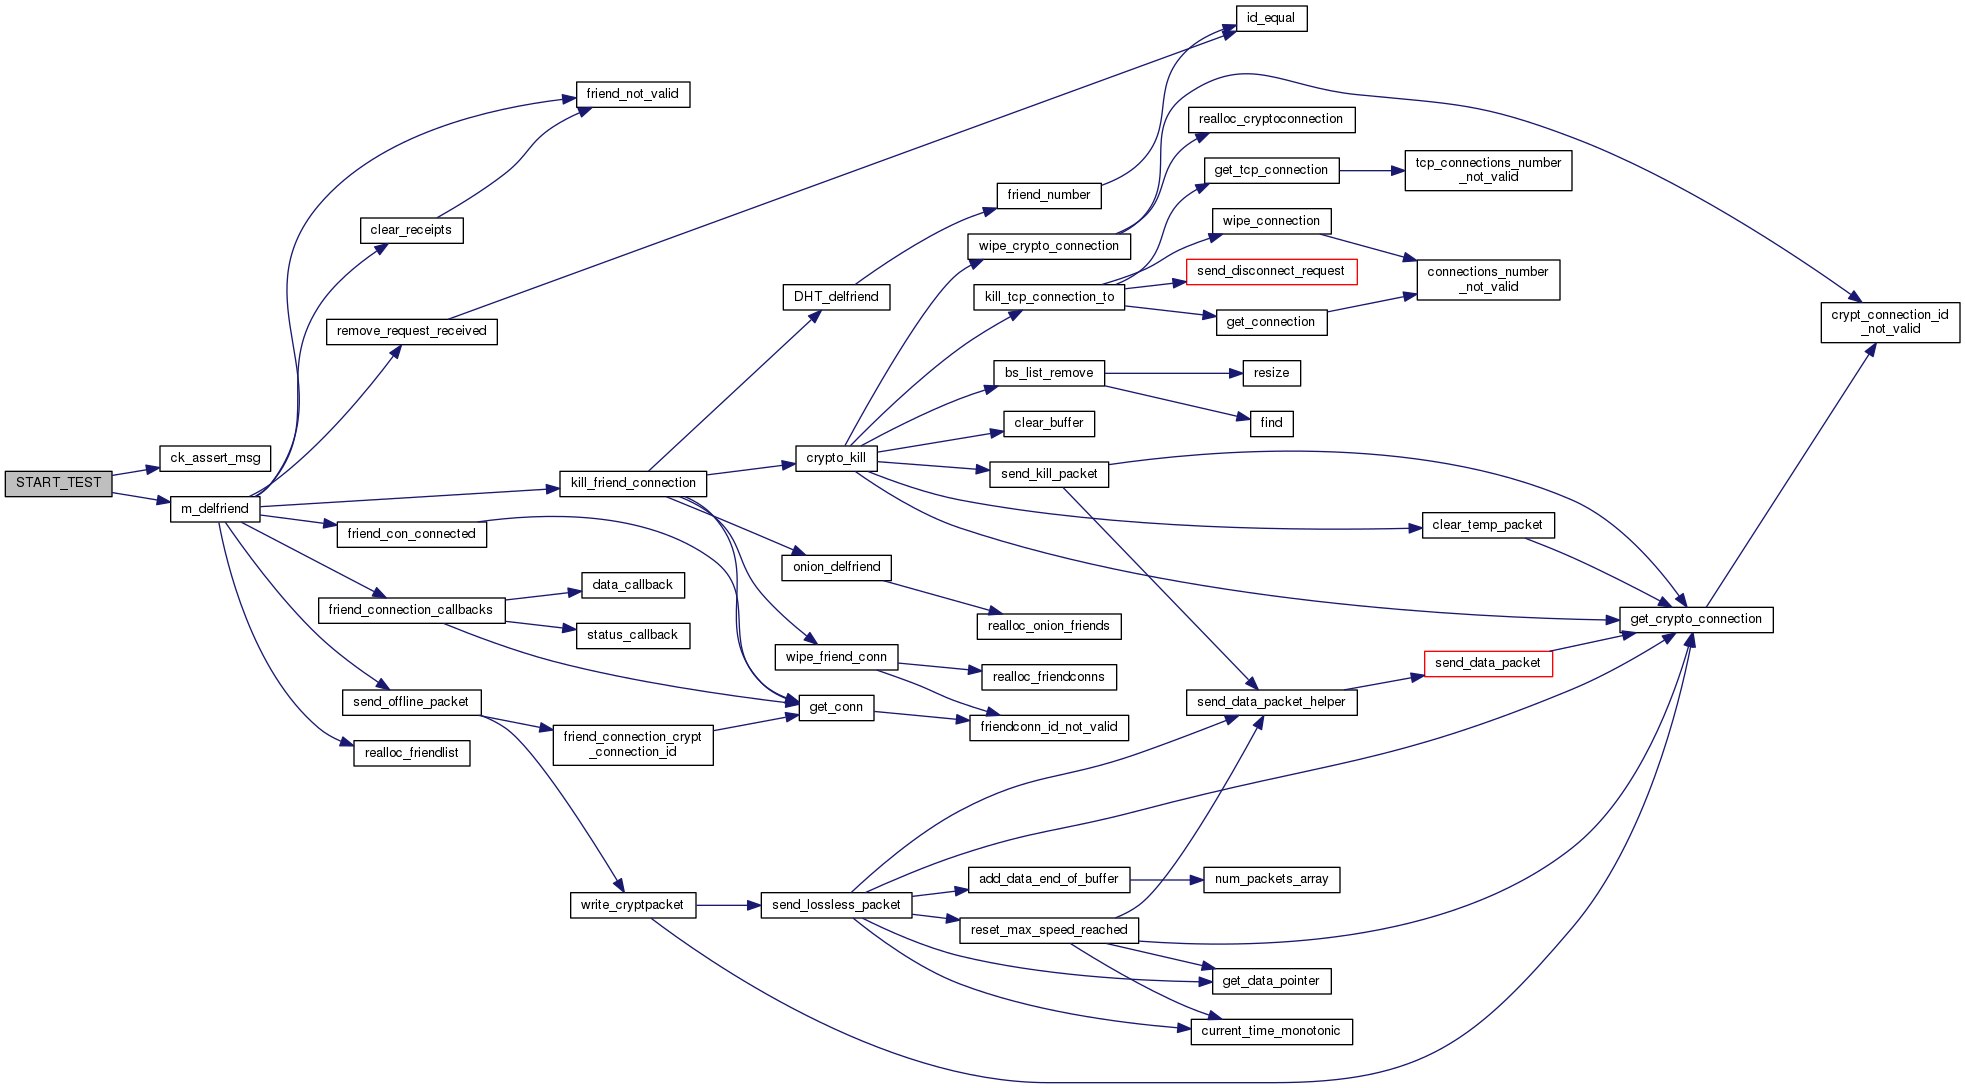 id_equal
friend_not_valid
realloc_cryptoconnection
get_tcp_connection
tcp_connections_number
_not_valid
friend_number
clear_receipts
wipe_connection
wipe_crypto_connection
send_disconnect_request
connections_number
_not_valid
DHT_delfriend
kill_tcp_connection_to
remove_request_received
get_connection
crypt_connection_id
_not_valid
bs_list_remove
resize
clear_buffer
find
ck_assert_msg
crypto_kill
send_kill_packet
START_TEST
kill_friend_connection
m_delfriend
friend_con_connected
clear_temp_packet
onion_delfriend
data_callback
friend_connection_callbacks
realloc_onion_friends
get_crypto_connection
status_callback
wipe_friend_conn
send_data_packet
realloc_friendconns
send_offline_packet
get_conn
send_data_packet_helper
friendconn_id_not_valid
friend_connection_crypt
_connection_id
realloc_friendlist
add_data_end_of_buffer
num_packets_array
write_cryptpacket
send_lossless_packet
reset_max_speed_reached
get_data_pointer
current_time_monotonic